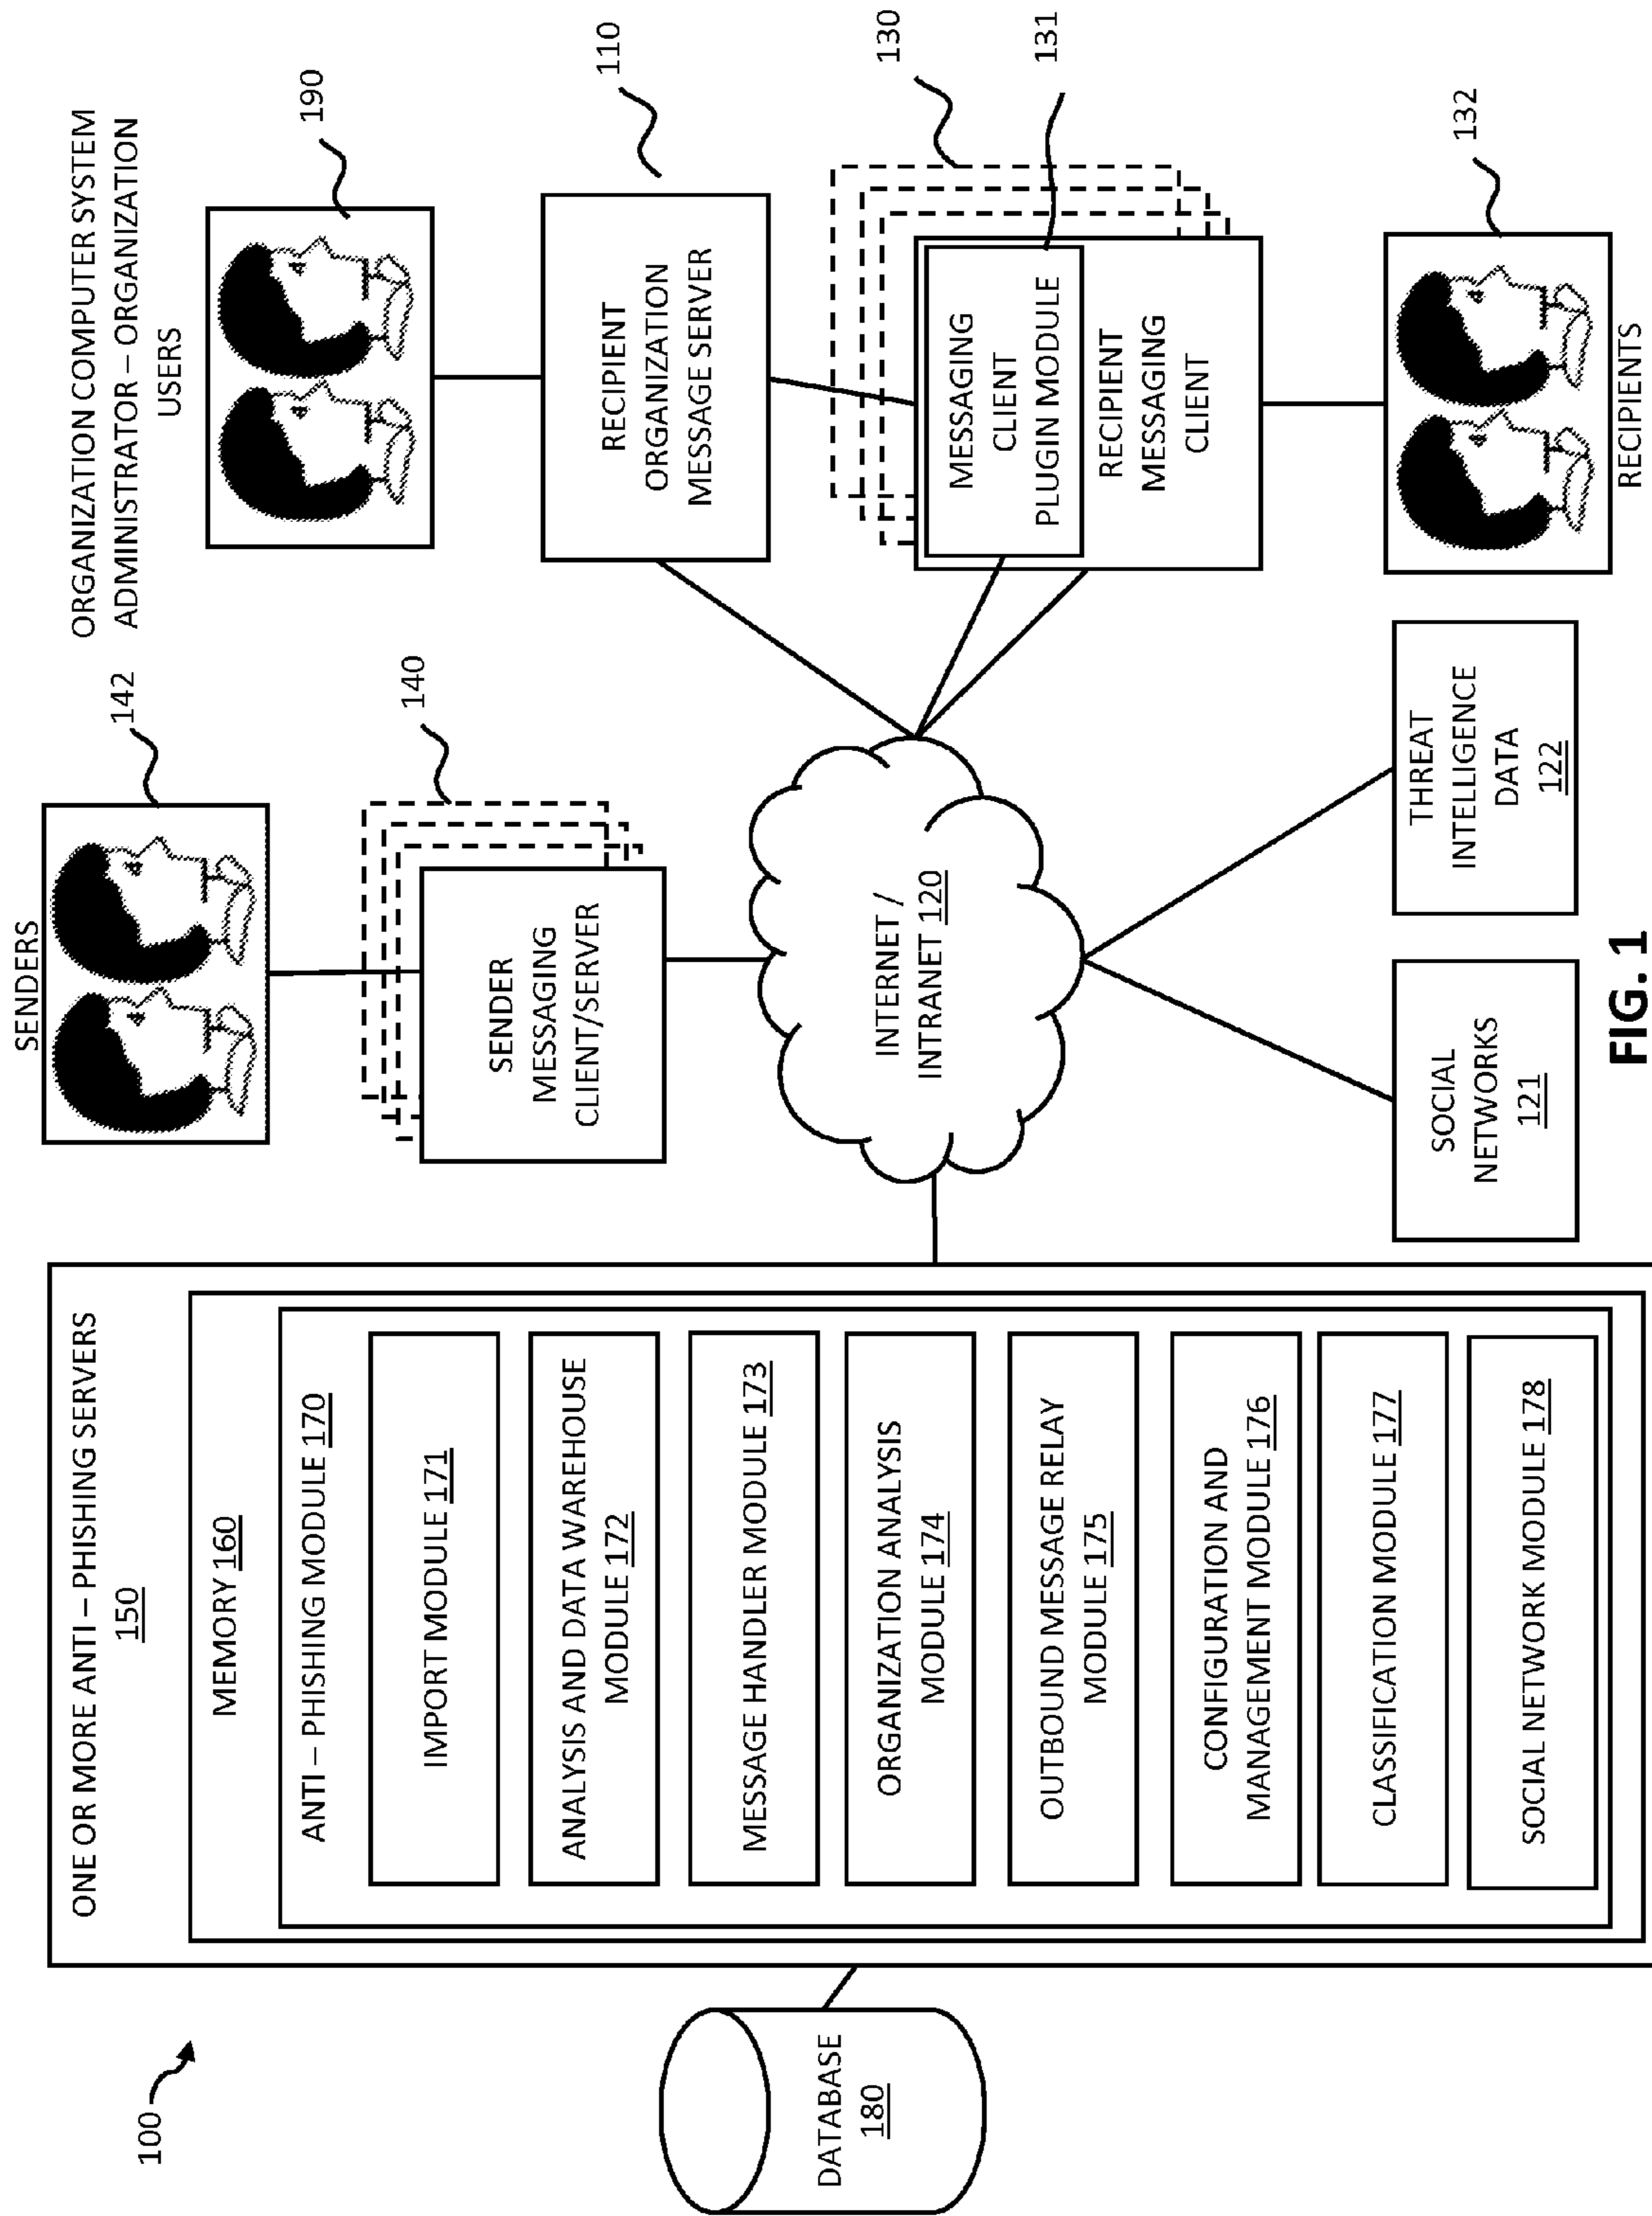 100
DATABASE
180
ONE OR MORE ANTI – PHISHING SERVERS
150
MEMORY 160
ANTI – PHISHING MODULE 170
IMPORT MODULE 171
ANALYSIS AND DATA WAREHOUSE
MODULE 172
MESSAGE HANDLER MODULE 173
ORGANIZATION ANALYSIS
MODULE 174
OUTBOUND MESSAGE RELAY
MODULE 175
CONFIGURATION AND
MANAGEMENT MODULE 176
CLASSIFICATION MODULE 177
SOCIAL NETWORK MODULE 178
SENDERS
142
140
SENDER
MESSAGING
CLIENT/SERVER
INTERNET /
INTRANET 120
SOCIAL
NETWORKS
121
THREAT
INTELLIGENCE
DATA
122
ORGANIZATION COMPUTER SYSTEM
ADMINISTRATOR – ORGANIZATION
USERS
190
RECIPIENT
ORGANIZATION
MESSAGE SERVER
110
130
131
MESSAGING
CLIENT
PLUGIN MODULE
RECIPIENT
MESSAGING
CLIENT
132
RECIPIENTS
FIG. 1